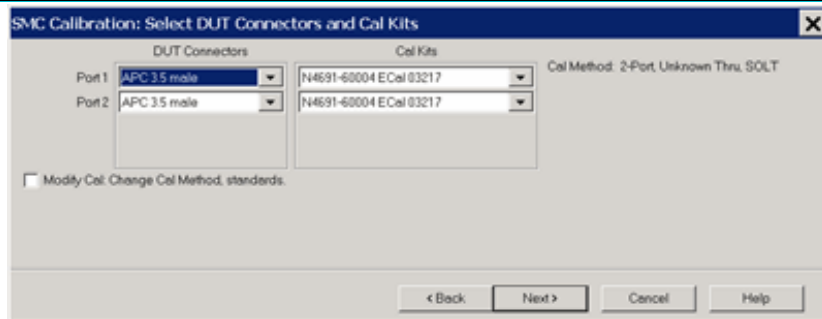 SMC Calibration: Select DUT Connectors and Cal Kits
DUT Connectors Cal Kits
Port 1 APC 3.5 male N4691-60004 ECal 03217 Cal Method: 2-Port, Unknown Thru, SOLT
Port 2 APC 3.5 male N4691-60004 ECal 03217
Modify Cal: Change Cal Method, standards.
< Back Next > Cancel Help